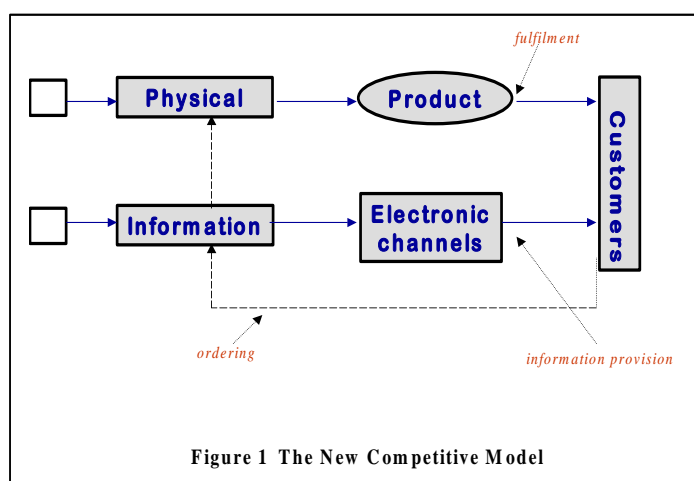 fulfilment
Physical
Product
Customers
Information
Electronic
channels
ordering
information provision
Figure 1 The New Competitive Model